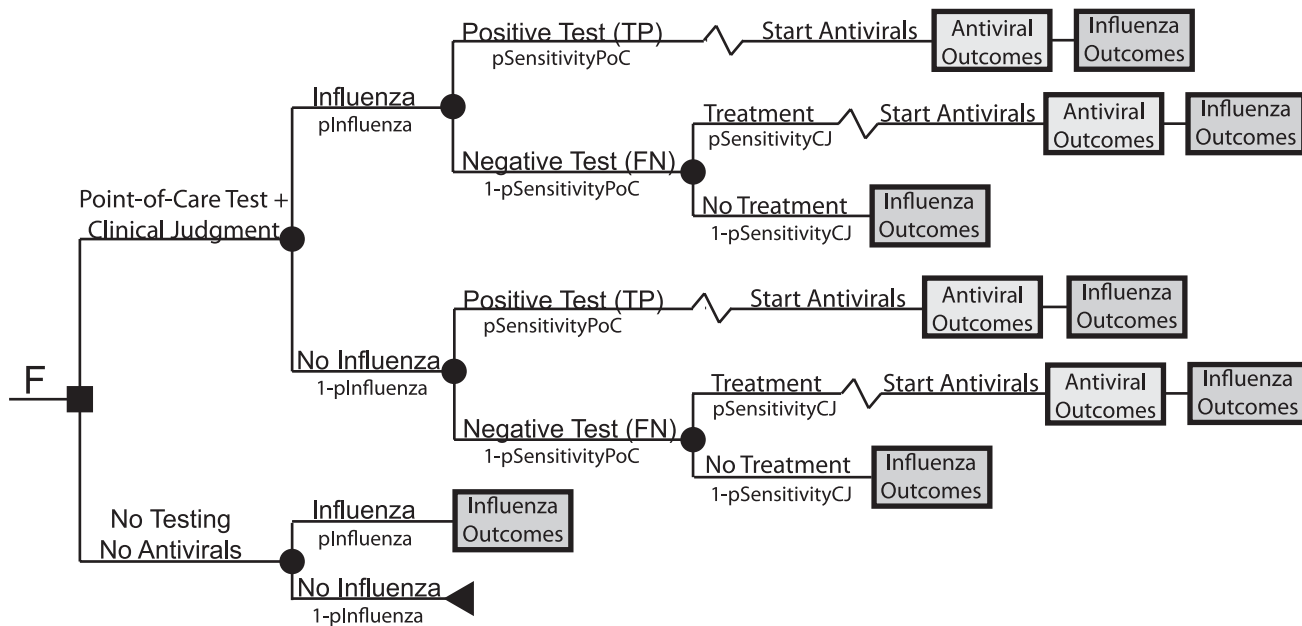 Positive Test (TP)
pSensitivityPoC
Start Antivirals
Antiviral
Outcomes
Influenza
Outcomes
Influenza
pInfluenza
Treatment
pSensitivityCJ
Start Antivirals
Antiviral
Outcomes
Influenza
Outcomes
Negative Test (FN)
1-pSensitivityPoC
No Treatment
1-pSensitivityCJ
Influenza
Outcomes
Point-of-Care Test +
Clinical Judgment
Positive Test (TP)
pSensitivityPoC
Start Antivirals
Antiviral
Outcomes
Influenza
Outcomes
No Influenza
1-pInfluenza
F
Treatment
pSensitivityCJ
Start Antivirals
Antiviral
Outcomes
Influenza
Outcomes
Negative Test (FN)
1-pSensitivityPoC
No Treatment
1-pSensitivityCJ
Influenza
Outcomes
No Testing
No Antivirals
Influenza
pInfluenza
Influenza
Outcomes
No Influenza
1-pInfluenza